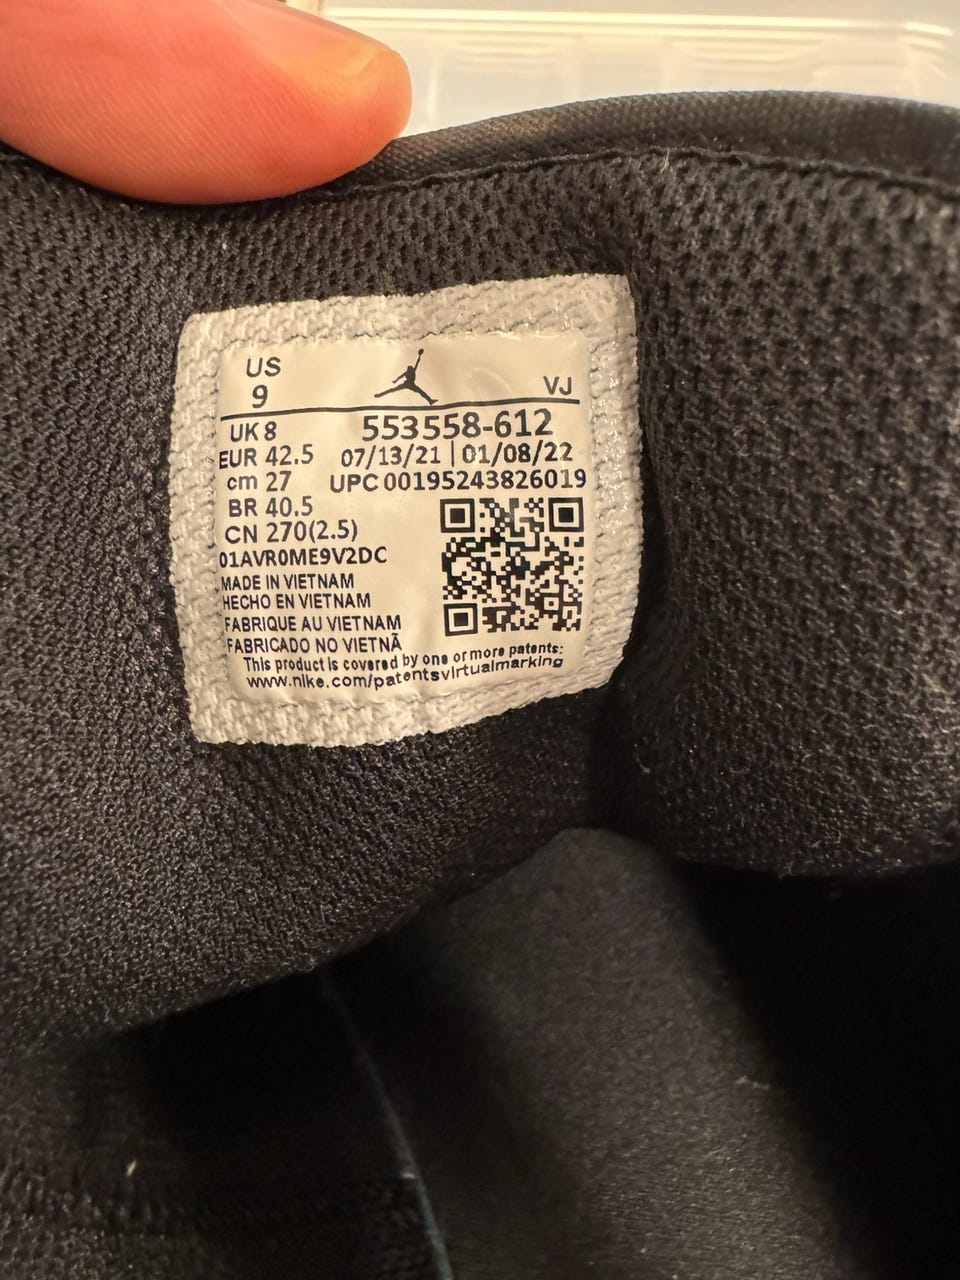 US
9
VJ
UK 8
553558-612
EUR 42.5
07/13/21 | 01/08/22
cm 27
UPC 00195243826019
BR 40.5
CN 270(2.5)
01AVR0ME9V2DC
MADE IN VIETNAM
HECHO EN VIETNAM
FABRIQUE AU VIETNAM
FABRICADO NO VIETNÃ
This product is covered by one or more patents:
www.nike.com/patentsvirtualmarking